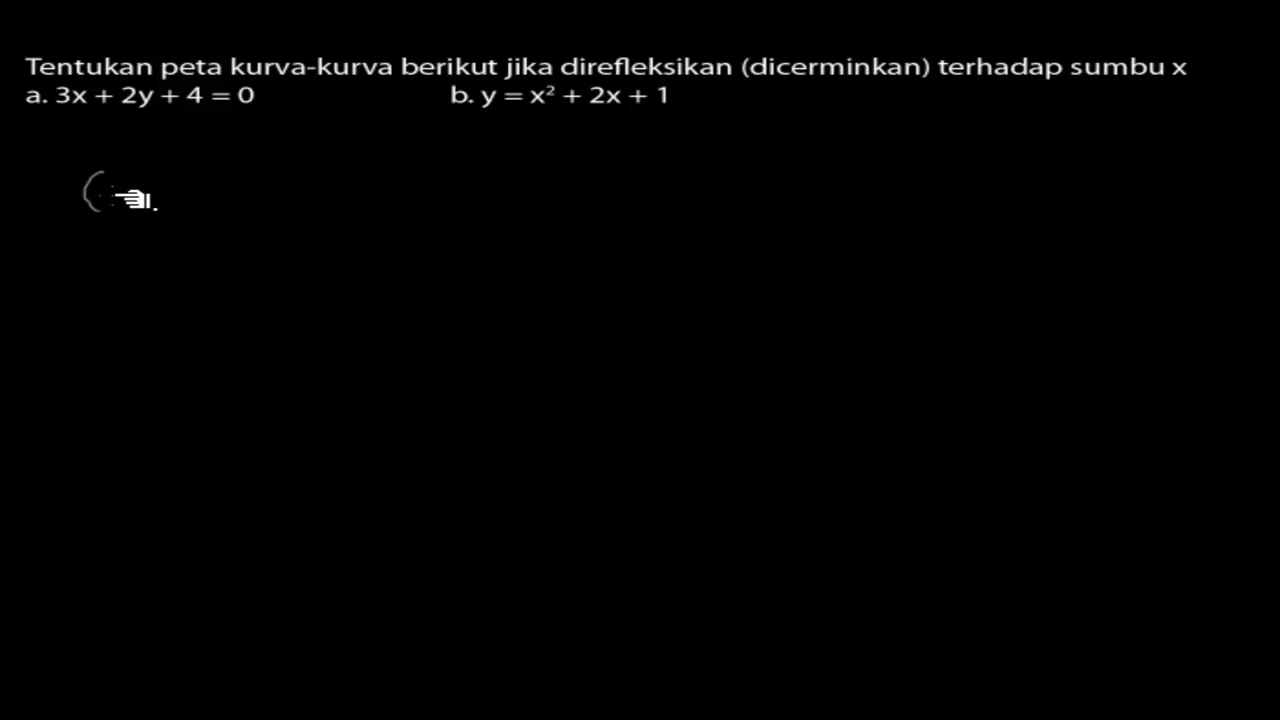 Tentukan peta kurva-kurva berikut jika direfleksikan (dicerminkan) terhadap sumbu x
a. 3x + 2y + 4 = 0 b. y = x² + 2x + 1
(